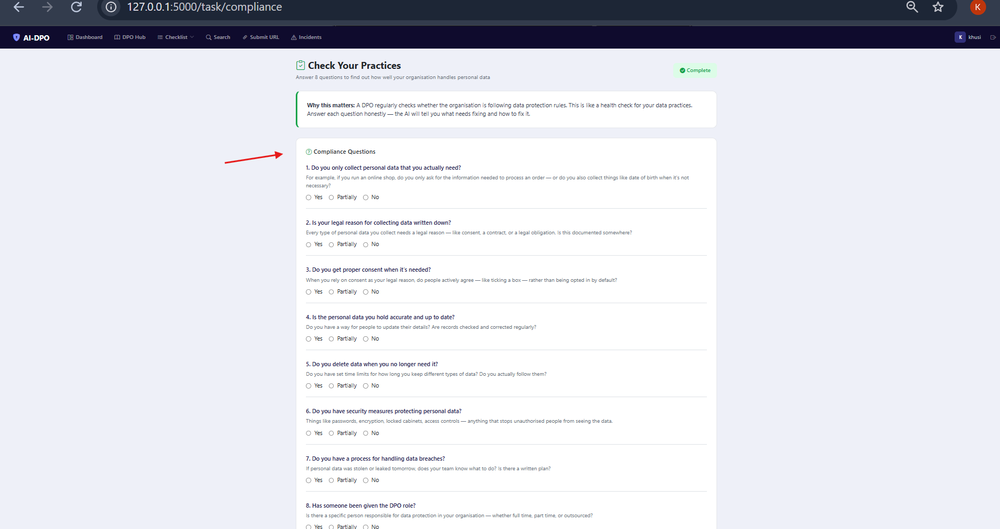 127.0.0.1:5000/task/compliance
K
AI-DPO
Dashboard
DPO Hub
Checklist
Search
Submit URL
Incidents
K
khusi
Check Your Practices
Complete
Answer 8 questions to find out how well your organisation handles personal data
Why this matters: A DPO regularly checks whether the organisation is following data protection rules. This is like a health check for your data practices.
Answer each question honestly — the AI will tell you what needs fixing and how to fix it.
Compliance Questions
1. Do you only collect personal data that you actually need?
For example, if you run an online shop, do you only ask for the information needed to process an order — or do you also collect things like date of birth when it's not
necessary?
Yes Partially No
2. Is your legal reason for collecting data written down?
Every type of personal data you collect needs a legal reason — like consent, a contract, or a legal obligation. Is this documented somewhere?
Yes Partially No
3. Do you get proper consent when it's needed?
When you rely on consent as your legal reason, do people actively agree — like ticking a box — rather than being opted in by default?
Yes Partially No
4. Is the personal data you hold accurate and up to date?
Do you have a way for people to update their details? Are records checked and corrected regularly?
Yes Partially No
5. Do you delete data when you no longer need it?
Do you have set time limits for how long you keep different types of data? Do you actually follow them?
Yes Partially No
6. Do you have security measures protecting personal data?
Things like passwords, encryption, locked cabinets, access controls — anything that stops unauthorised people from seeing the data.
Yes Partially No
7. Do you have a process for handling data breaches?
If personal data was stolen or leaked tomorrow, does your team know what to do? Is there a written plan?
Yes Partially No
8. Has someone been given the DPO role?
Is there a specific person responsible for data protection in your organisation — whether full time, part time, or outsourced?
Yes Partially No